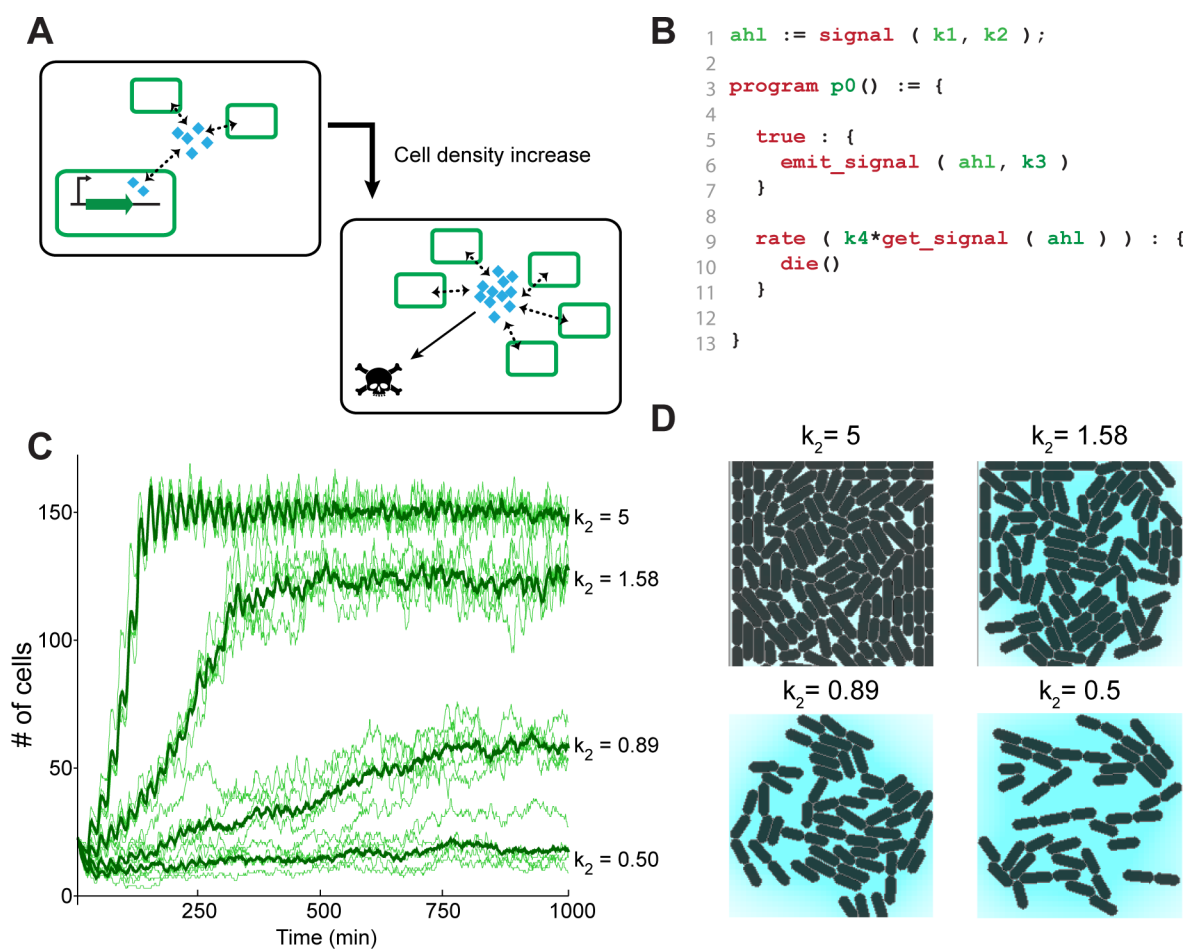 A
Cell density increase
B
1 ahl := signal ( k1, k2 );
2
3 program p0() := {
4
5 true : {
6 emit_signal ( ahl, k3 )
7 }
8
9 rate ( k4*get_signal ( ahl ) ) : {
10 die()
11 }
12
13 }
C
# of cells
150
100
50
0
k2 = 5
k2 = 1.58
k2 = 0.89
k2 = 0.50
250
500
750
1000
Time (min)
D
k2= 5
k2= 1.58
k2= 0.89
k2= 0.5